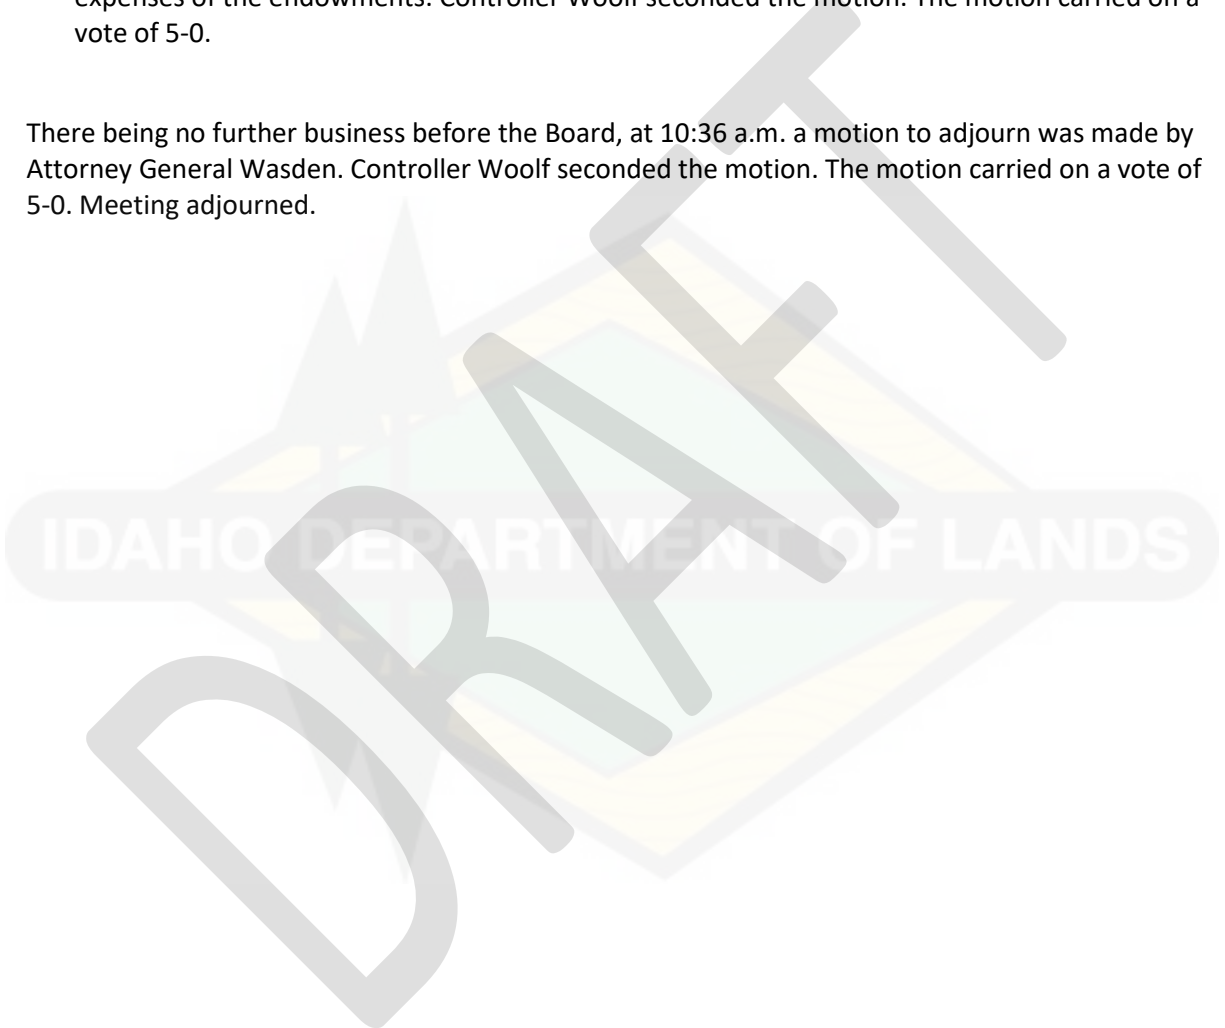 expenses of the endowments. Controller Woolf seconded the motion. The motion carried on a
vote of 5-0.
There being no further business before the Board, at 10:36 a.m. a motion to adjourn was made by
Attorney General Wasden. Controller Woolf seconded the motion. The motion carried on a vote of
5-0. Meeting adjourned.
IDAHO DEPARTMENT OF LANDS
DRAFT